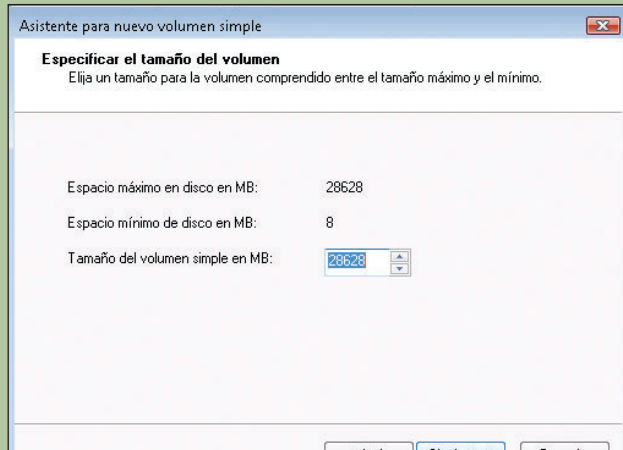 Asistente para nuevo volumen simple
Especificar el tamaño del volumen
Elija un tamaño para la volumen comprendido entre el tamaño máximo y el mínimo.
Espacio máximo en disco en MB: 28628
Espacio mínimo de disco en MB: 8
Tamaño del volumen simple en MB: 28628